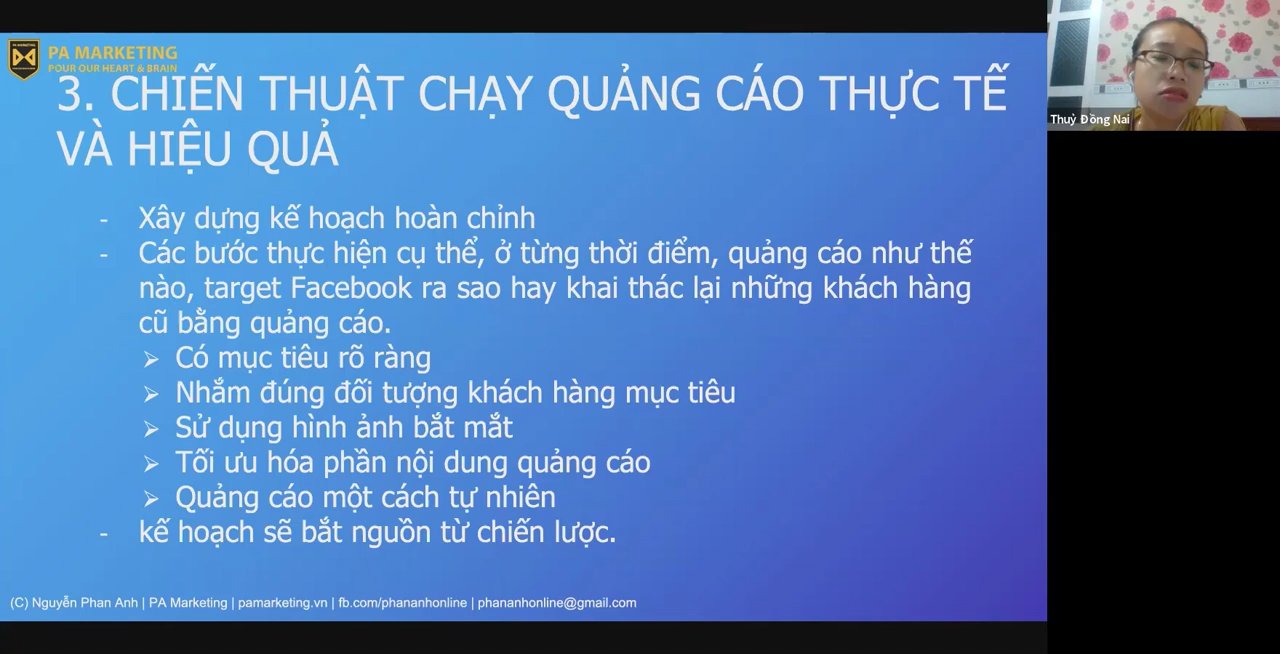 PA MARKETING
POUR OUR HEART & BRAIN
3. CHIẾN THUẬT CHẠY QUẢNG CÁO THỰC TẾ
VÀ HIỆU QUẢ
- Xây dựng kế hoạch hoàn chỉnh
- Các bước thực hiện cụ thể, ở từng thời điểm, quảng cáo như thế
nào, target Facebook ra sao hay khai thác lại những khách hàng
cũ bằng quảng cáo.
➢ Có mục tiêu rõ ràng
➢ Nhắm đúng đối tượng khách hàng mục tiêu
➢ Sử dụng hình ảnh bắt mắt
➢ Tối ưu hóa phần nội dung quảng cáo
➢ Quảng cáo một cách tự nhiên
- kế hoạch sẽ bắt nguồn từ chiến lược.
(C) Nguyễn Phan Anh | PA Marketing | pamarketing.vn | fb.com/phananhonline | phananhonline@gmail.com
Thuỷ Đồng Nai